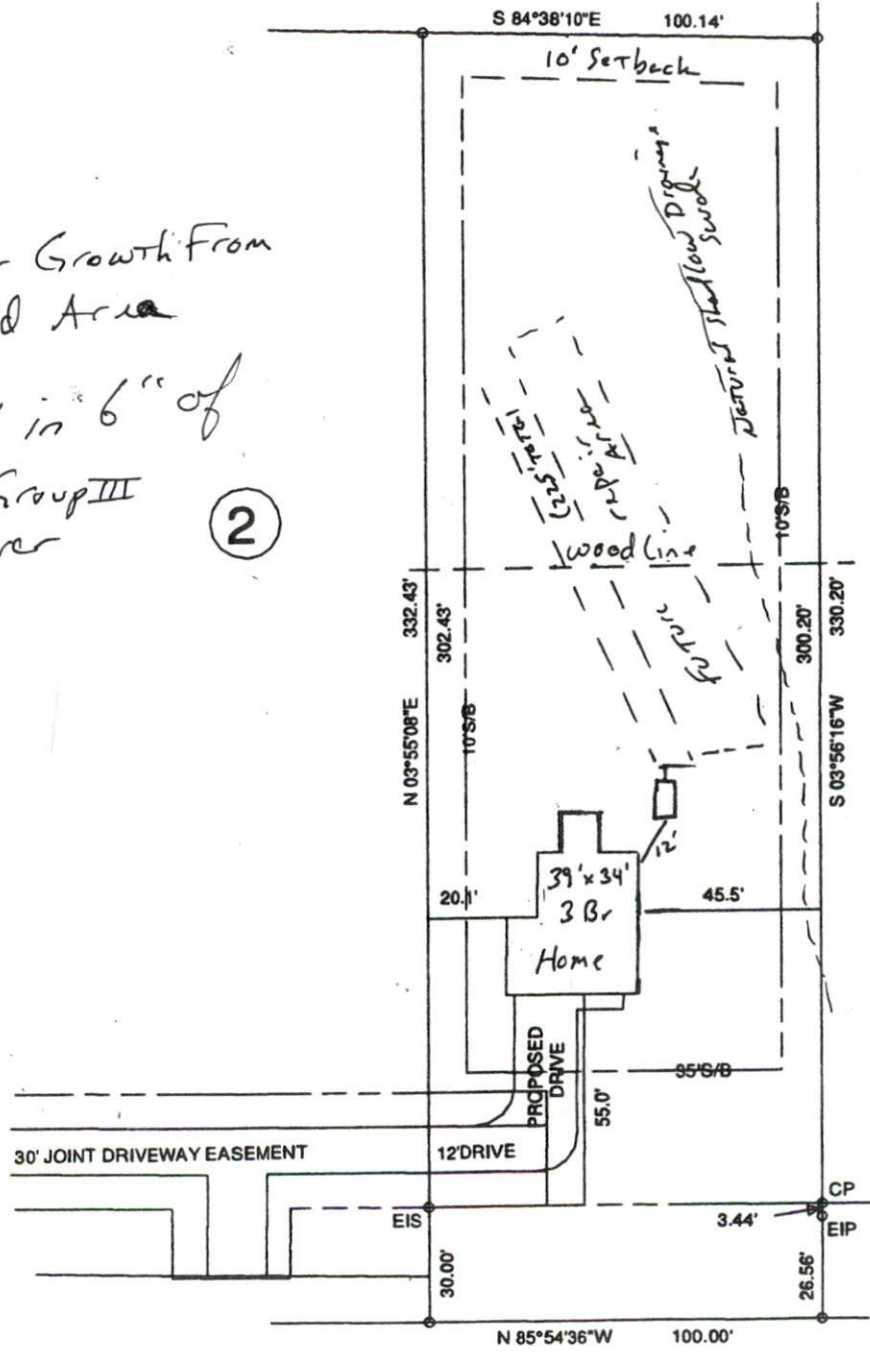 S 84°38'10"E 100.14'
10' Setback
Growth From
d Area
in 6" of
Group III
2
Natural Shallow Drainage
Swale
(225' total
repair
Area
wood Line
future
10'S/B
332.43'
302.43'
300.20'
330.20'
N 03°55'08"E
10'S/B
S 03°56'16"W
12'
39' x 34'
3 Br
Home
20.1'
45.5'
PROPOSED
DRIVE
55.0'
35'S/B
30' JOINT DRIVEWAY EASEMENT
12'DRIVE
CP
3.44'
EIS
EIP
30.00'
26.56'
N 85°54'36"W 100.00'